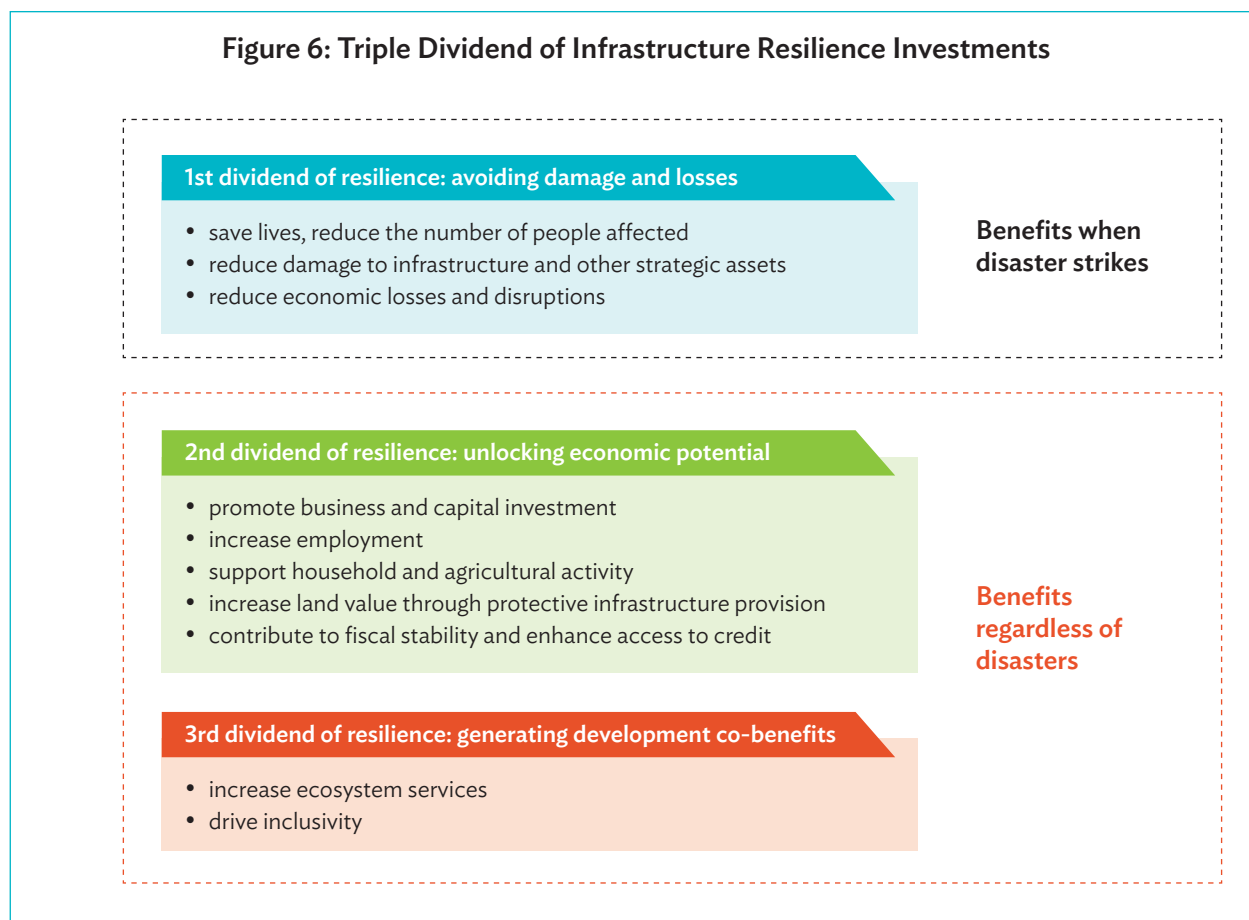 Figure 6: Triple Dividend of Infrastructure Resilience Investments
1st dividend of resilience: avoiding damage and losses
• save lives, reduce the number of people affected
• reduce damage to infrastructure and other strategic assets
• reduce economic losses and disruptions
Benefits when
disaster strikes
2nd dividend of resilience: unlocking economic potential
• promote business and capital investment
• increase employment
• support household and agricultural activity
• increase land value through protective infrastructure provision
• contribute to fiscal stability and enhance access to credit
3rd dividend of resilience: generating development co-benefits
• increase ecosystem services
• drive inclusivity
Benefits
regardless of
disasters